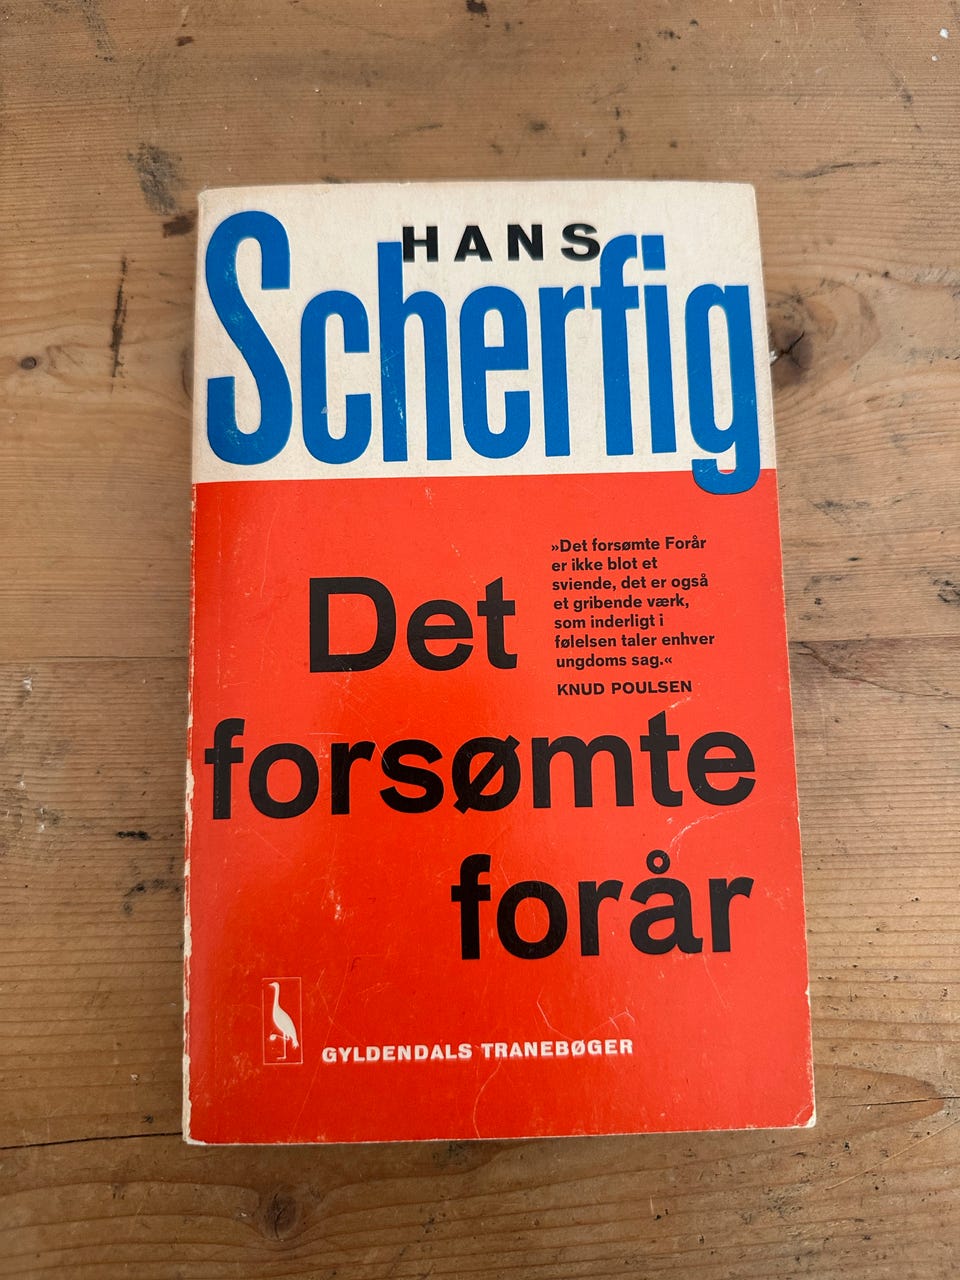 HANS
Scherfig
»Det forsømte Forår
er ikke blot et
sviende, det er også
et gribende værk,
som inderligt i
følelsen taler enhver
ungdoms sag.«
KNUD POULSEN
Det
forsømte
forår
GYLDENDALS TRANEBØGER